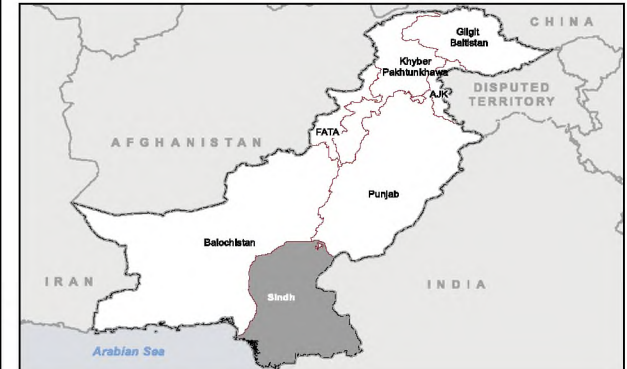 CHINA
Gilgit
Baltistan
Khyber
Pakhtunkhawa
AJK
DISPUTED
TERRITORY
FATA
AFGHANISTAN
Punjab
Balochistan
IRAN
INDIA
Sindh
Arabian Sea